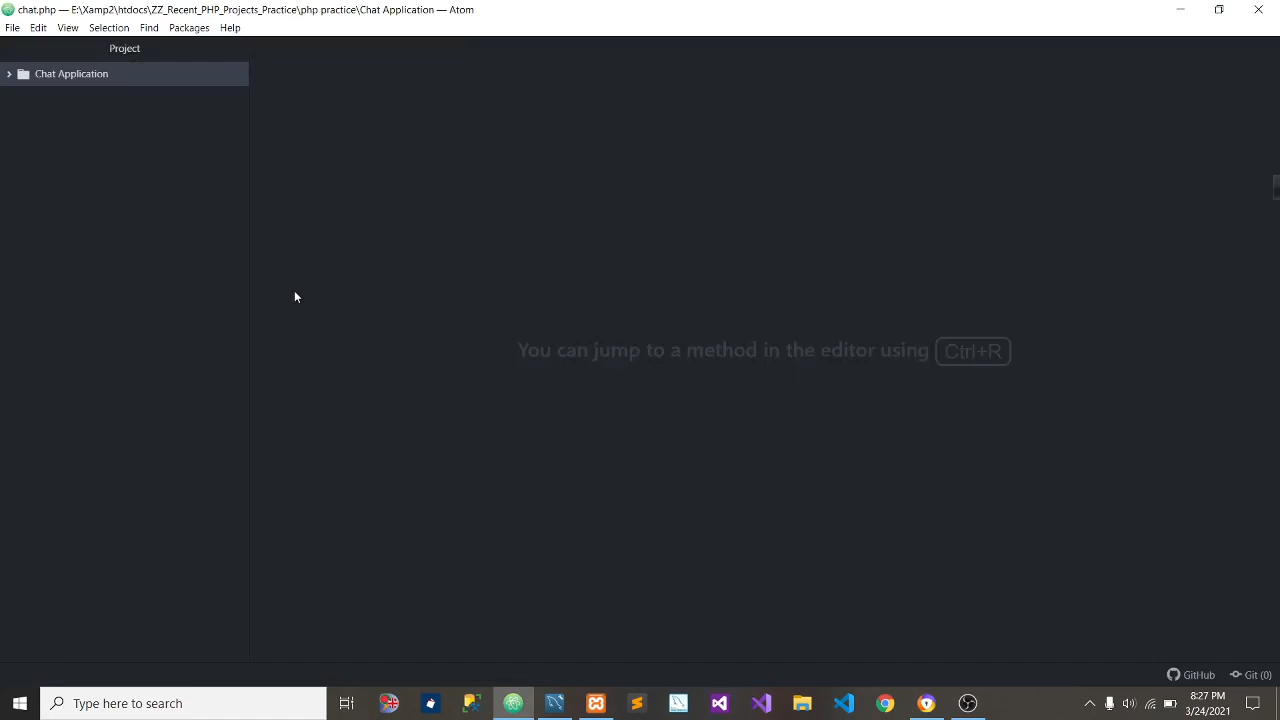 chat.php — E:\Xamp2\htdocs\ZZ_Recent_PHP_Projects_Practice\php practice\Chat Application — Atom
File Edit View Selection Find Packages Help
Project
Chat Application
You can jump to a method in the editor using Ctrl+R
GitHub Git (0)
Type here to search
8:27 PM
3/24/2021